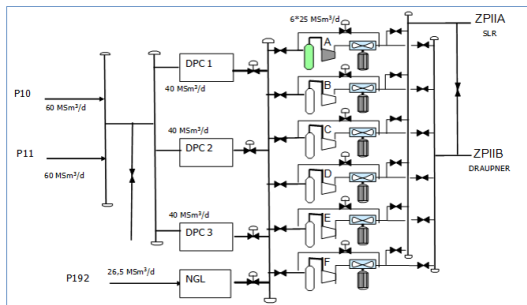 6*25 MSm³/d
ZPIIA
SLR
A
DPC 1
40 MSm³/d
B
P10
60 MSm³/d
40 MSm³/d
C
DPC 2
P11
60 MSm³/d
ZPIIB
DRAUPNER
D
40 MSm³/d
E
DPC 3
F
P192
26,5 MSm³/d
NGL